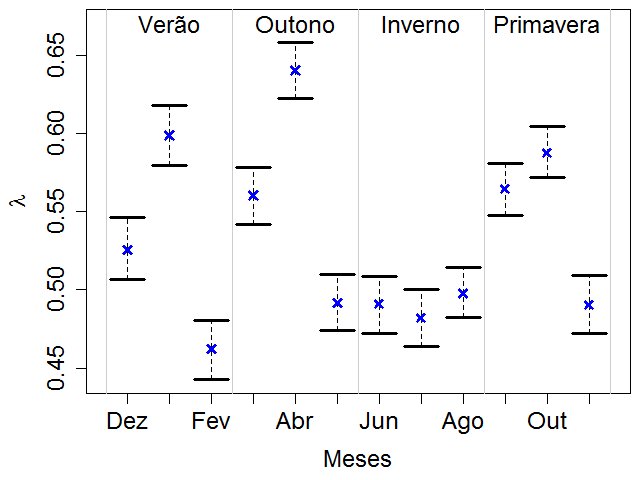 Verão Outono Inverno Primavera
0.65
0.60
0.55
0.50
0.45
λ
Dez Fev Abr Jun Ago Out
Meses